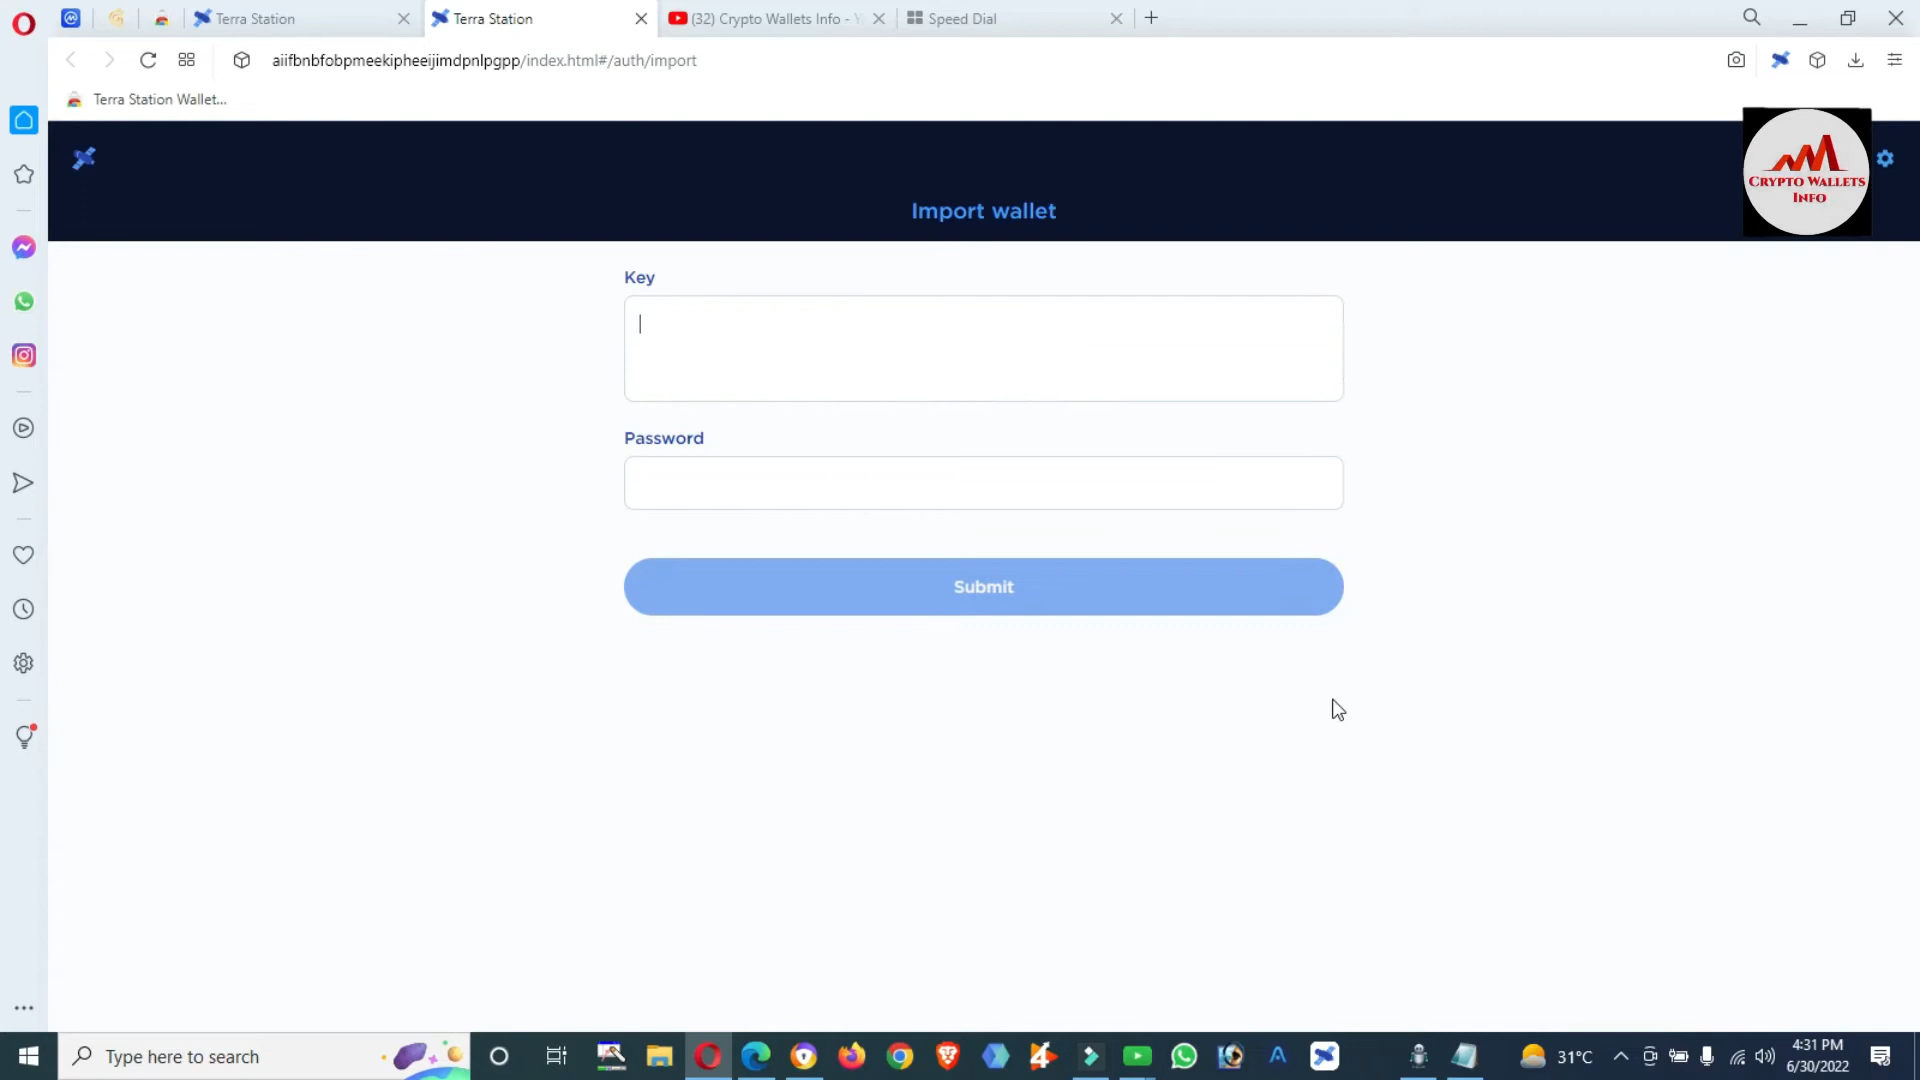 Terra Station
Terra Station
(32) Crypto Wallets Info - Y
Speed Dial
aiifbnbfobpmeekipheeijimdpnlpgpp/index.html#/auth/import
Terra Station Wallet...
CRYPTO WALLETS
INFO
Import wallet
Key
Password
Submit
Type here to search
31°C
4:31 PM
6/30/2022